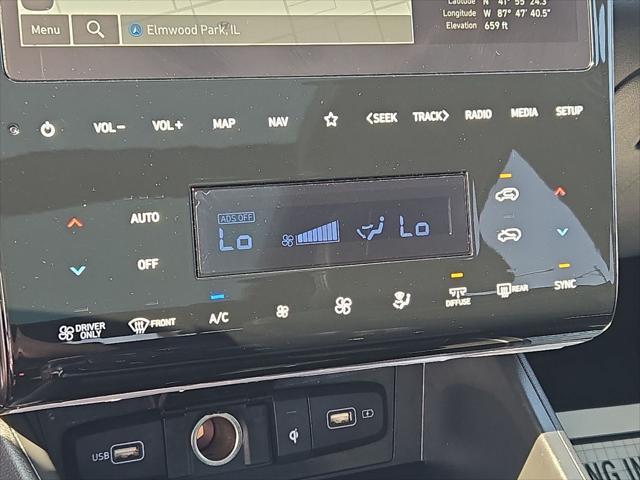 Latitude N 41° 55' 24.3"
Longitude W 87° 47' 40.5"
Elevation 659 ft
Menu Elmwood Park, IL
VOL− VOL+ MAP NAV <SEEK TRACK> RADIO MEDIA SETUP
AUTO
ADS OFF
Lo Lo
OFF
DRIVER ONLY FRONT A/C DIFFUSE REAR SYNC
USB
NG IN